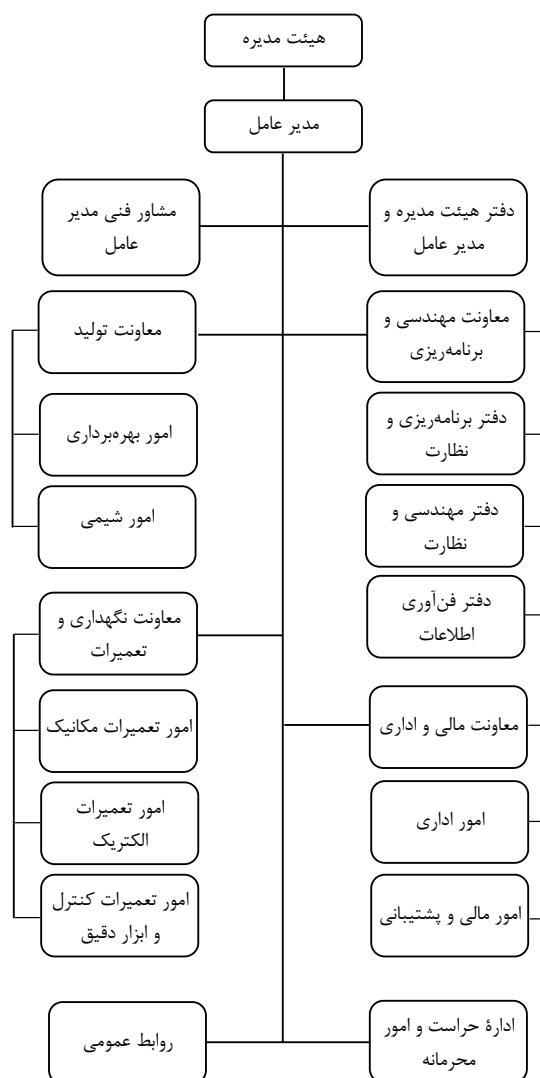 هیئت مدیره
مدیر عامل
دفتر هیئت مدیره و
مدیر عامل
مشاور فنی مدیر
عامل
معاونت مهندسی و
برنامه‌ریزی
دفتر برنامه‌ریزی و
نظارت
دفتر مهندسی و
نظارت
دفتر فن‌آوری
اطلاعات
معاونت تولید
امور بهره‌برداری
امور شیمی
معاونت مالی و اداری
امور اداری
امور مالی و پشتیبانی
معاونت نگهداری و
تعمیرات
امور تعمیرات مکانیک
امور تعمیرات
الکتریک
امور تعمیرات کنترل
و ابزار دقیق
ادارهٔ حراست و امور
محرمانه
روابط عمومی